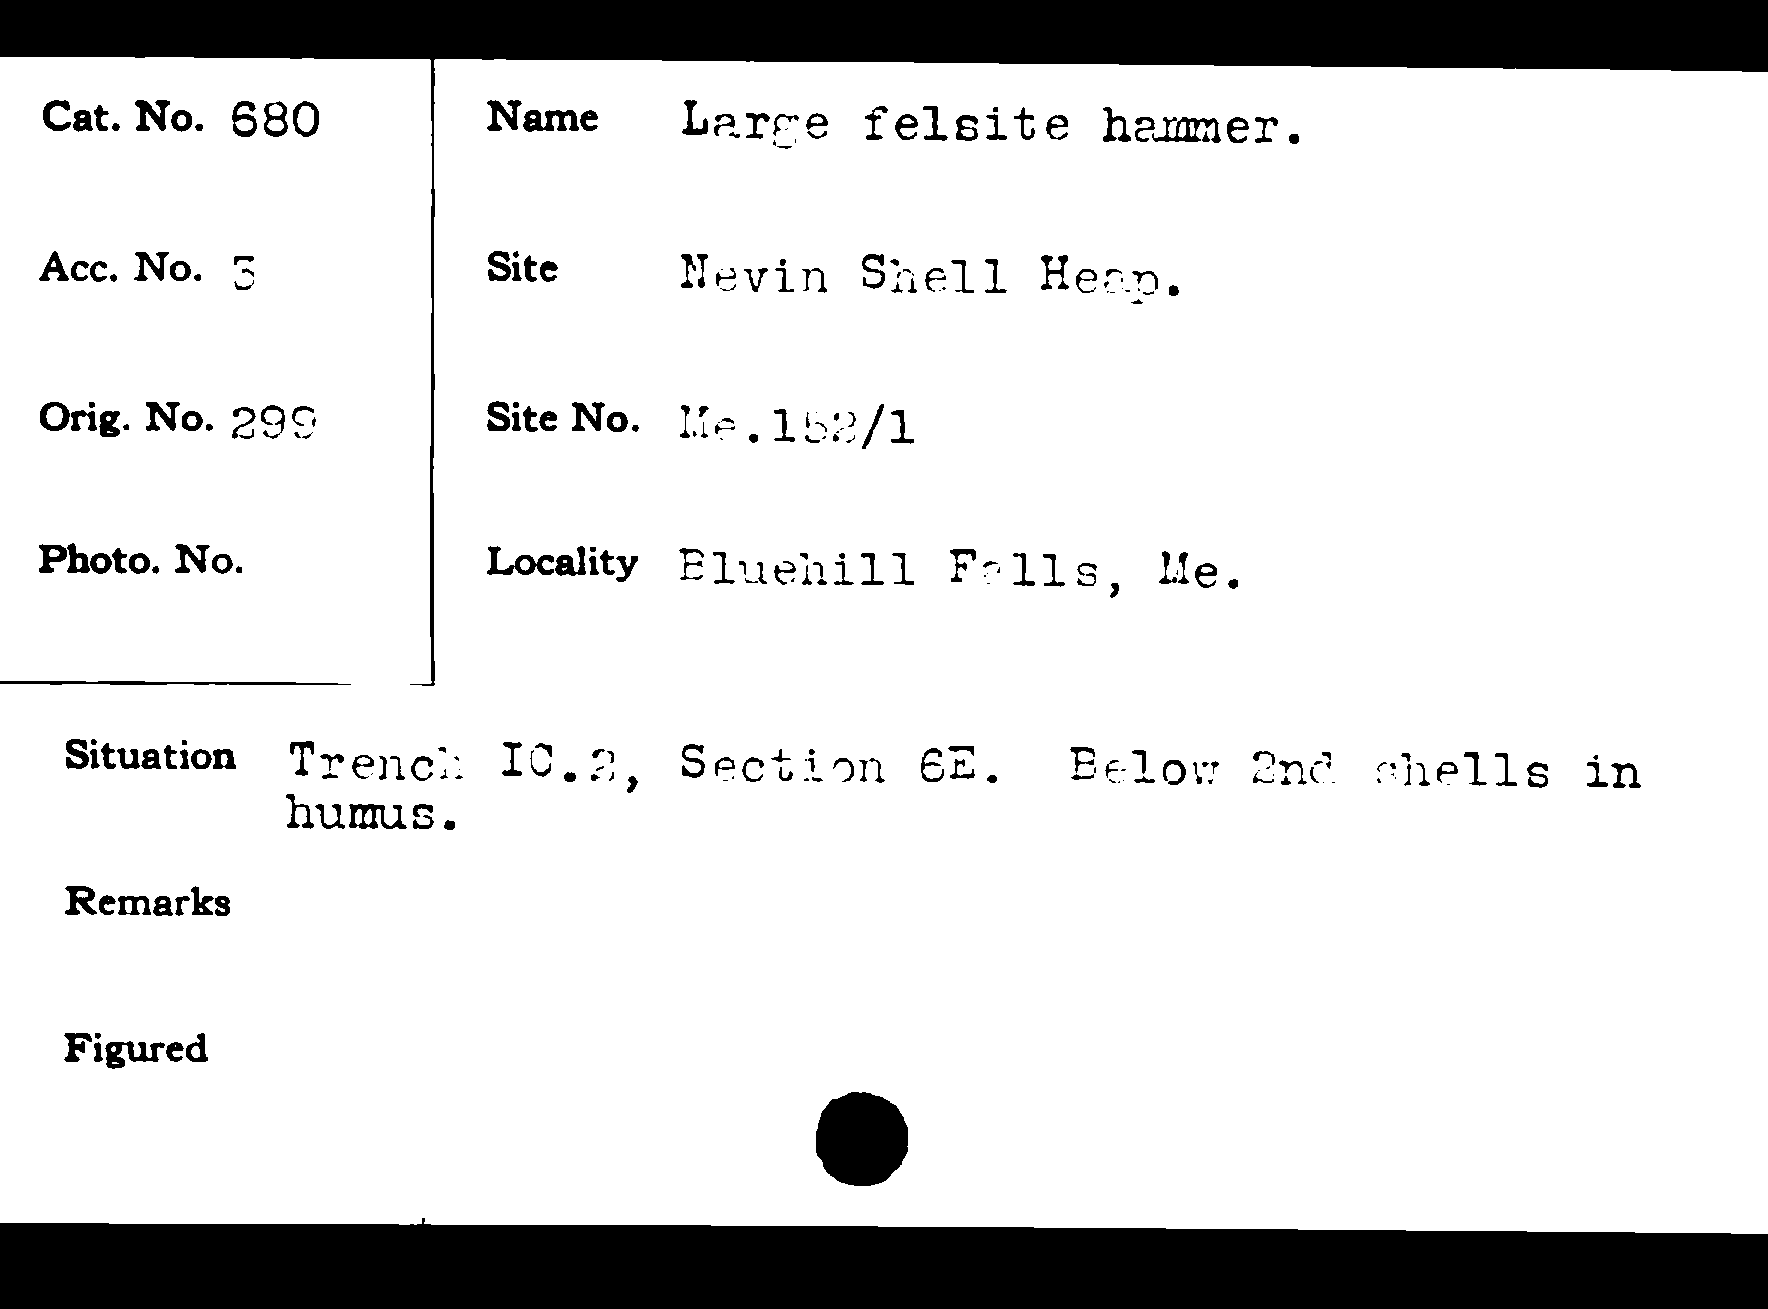 Cat. No. 680
Name Large felsite hammer.
Acc. No. 3
Site Nevin Shell Heap.
Orig. No. 299
Site No. Me.152/1
Photo. No.
Locality Bluehill Falls, Me.
Situation Trench IC.2, Section 6E. Below 2nd shells in
humus.
Remarks
Figured